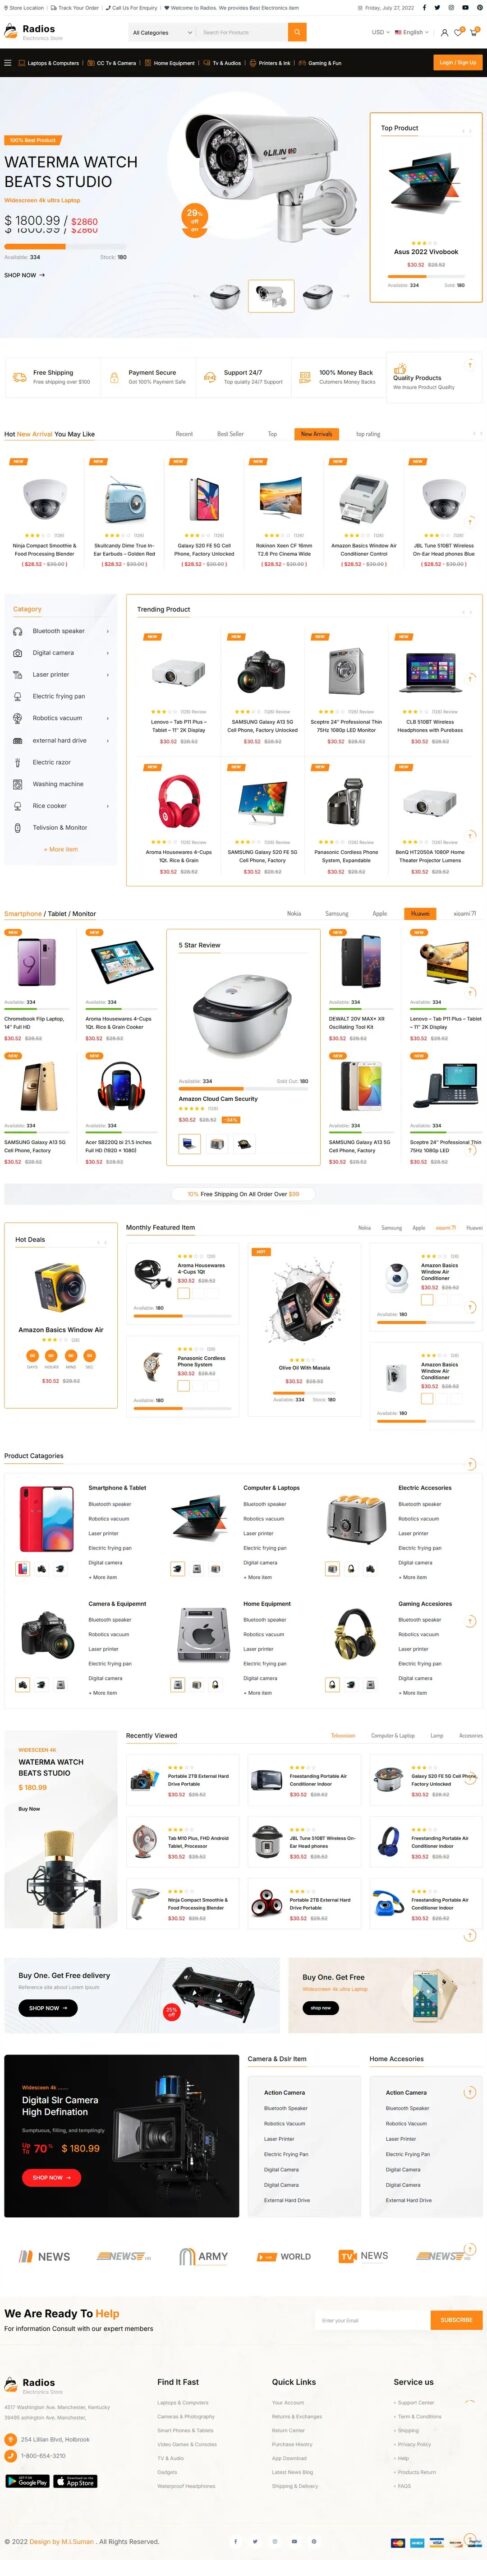 Store Location | Track Your Order | Call Us For Enquiry | Welcome to Radios. We provides Best Electronics item
Friday, July 27, 2022
Radios
Electronics Store
All Categories
Search For Products
USD
English
Laptops & Computers | CC Tv & Camera | Home Equipment | Tv & Audios | Printers & Ink | Gaming & Fun
Login / Sign Up
100% Best Product
WATERMA WATCH
BEATS STUDIO
Widescreen 4k ultra Laptop
$ 1800.99 / $2860
Available: 334
Stock: 180
SHOP NOW
LILIN
29%
off
Top Product
Asus 2022 Vivobook
$30.52 $28.52
Available: 334
Sold: 180
Free Shipping
Free shipping over $100
Payment Secure
Got 100% Payment Safe
Support 24/7
Top quialty 24/7 Support
100% Money Back
Cutomers Money Backs
Quality Products
We Insure Product Quailty
Hot New Arrival You May Like
Recent
Best Seller
Top
New Arrivals
top rating
NEW
NEW
NEW
NEW
NEW
NEW
Ninja Compact Smoothie &
Food Processing Blender
( $28.52 - $30.00 )
Skullcandy Dime True In-
Ear Earbuds – Golden Red
( $28.52 - $30.00 )
Galaxy S20 FE 5G Cell
Phone, Factory Unlocked
( $28.52 - $30.00 )
Rokinon Xeen CF 16mm
T2.6 Pro Cinema Wide
( $28.52 - $30.00 )
Amazon Basics Window Air
Conditioner Control
( $28.52 - $30.00 )
JBL Tune 510BT Wireless
On-Ear Head phones Blue
( $28.52 - $30.00 )
Catagory
Bluetooth speaker
Digital camera
Laser printer
Electric frying pan
Robotics vacuum
external hard drive
Electric razor
Washing machine
Rice cooker
Telivsion & Monitor
+ More item
Trending Product
NEW
NEW
NEW
NEW
Lenovo – Tab P11 Plus –
Tablet – 11" 2K Display
$30.52 $28.52
SAMSUNG Galaxy A13 5G
Cell Phone, Factory Unlocked
$30.52 $28.52
Sceptre 24" Professional Thin
75Hz 1080p LED Monitor
$30.52 $28.52
CLB 510BT Wireless
Headphones with Purebass
$30.52 $28.52
NEW
NEW
NEW
NEW
Aroma Housewares 4-Cups
1Qt. Rice & Grain
$30.52 $28.52
SAMSUNG Galaxy S20 FE 5G
Cell Phone, Factory
$30.52 $28.52
Panasonic Cordless Phone
System, Expandable
$30.52 $28.52
BenQ HT2050A 1080P Home
Theater Projector Lumens
$30.52 $28.52
Smartphone / Tablet / Monitor
Nokia
Samsung
Apple
Huawei
xioami 71
Available: 334
Chromebook Flip Laptop,
14" Full HD
$30.52 $28.52
Available: 334
Aroma Housewares 4-Cups
1Qt. Rice & Grain Cooker
$30.52 $28.52
5 Star Review
Available: 334
Sold Out: 180
Amazon Cloud Cam Security
$30.52 $28.52 -34%
Available: 334
DEWALT 20V MAX* XR
Oscillating Tool Kit
$30.52 $28.52
Available: 334
Lenovo – Tab P11 Plus – Tablet
– 11" 2K Display
$30.52 $28.52
Available: 334
SAMSUNG Galaxy A13 5G
Cell Phone, Factory
$30.52 $28.52
Available: 334
Acer SB220Q bi 21.5 inches
Full HD (1920 × 1080)
$30.52 $28.52
Available: 334
SAMSUNG Galaxy A13 5G
Cell Phone, Factory
$30.52 $28.52
Available: 334
Sceptre 24" Professional Thin
75Hz 1080p LED
$30.52 $28.52
10% Free Shipping On All Order Over $99
Hot Deals
Amazon Basics Window Air
DAYS
HOURS
MINS
SEC
$30.52 $28.52
Monthly Featured Item
Nokia
Samsung
Apple
xioami 71
Huawei
Aroma Housewares
4-Cups 1Qt
$30.52 $28.52
Available: 180
Panasonic Cordless
Phone System
$30.52 $28.52
Available: 180
HOT
Olive Oil With Masala
$30.52 $28.52
Available: 334
Stock: 180
Amazon Basics
Window Air
Conditioner
$30.52 $28.52
Available: 180
Amazon Basics
Window Air
Conditioner
$30.52 $28.52
Available: 180
Product Catagories
Smartphone & Tablet
Bluetooth speaker
Robotics vacuum
Laser printer
Electric frying pan
Digital camera
+ More item
Computer & Laptops
Bluetooth speaker
Robotics vacuum
Laser printer
Electric frying pan
Digital camera
+ More item
Electric Accesories
Bluetooth speaker
Robotics vacuum
Laser printer
Electric frying pan
Digital camera
+ More item
Camera & Equipemnt
Bluetooth speaker
Robotics vacuum
Laser printer
Electric frying pan
Digital camera
+ More item
Home Equipment
Bluetooth speaker
Robotics vacuum
Laser printer
Electric frying pan
Digital camera
+ More item
Gaming Accesiores
Bluetooth speaker
Robotics vacuum
Laser printer
Electric frying pan
Digital camera
+ More item
WIDESCEEN 4K
WATERMA WATCH
BEATS STUDIO
$ 180.99
Buy Now
Recently Viewed
Television
Computer & Laptop
Lamp
Accesories
Portable 2TB External Hard
Drive Portable
$30.52 $28.52
Freestanding Portable Air
Conditioner Indoor
$30.52 $28.52
Galaxy S20 FE 5G Cell Phone,
Factory Unlocked
$30.52 $28.52
Tab M10 Plus, FHD Android
Tablet, Processor
$30.52 $28.52
JBL Tune 510BT Wireless On-
Ear Head phones
$30.52 $28.52
Freestanding Portable Air
Conditioner Indoor
$30.52 $28.52
Ninja Compact Smoothie &
Food Processing Blender
$30.52 $28.52
Portable 2TB External Hard
Drive Portable
$30.52 $28.52
Freestanding Portable Air
Conditioner Indoor
$30.52 $28.52
Buy One. Get Free delivery
Reference site about Lorem Ipsum
SHOP NOW
25%
off
Buy One. Get Free
Widescreen 4k ultra Laptop
shop now
Widesceen 4k
Digital Slr Camera
High Defination
Sumptuous, filling, and temptingly
Up To 70% $ 180.99
SHOP NOW
Camera & Dslr Item
Action Camera
Bluetooth Speaker
Robotics Vacuum
Laser Printer
Electric Frying Pan
Digital Camera
Digital Camera
External Hard Drive
Home Accesories
Action Camera
Bluetooth Speaker
Robotics Vacuum
Laser Printer
Electric Frying Pan
Digital Camera
Digital Camera
External Hard Drive
NEWS
NEWS
ARMY
WORLD
TV NEWS
NEWS
We Are Ready To Help
For information Consult with our expert members
Enter your Email
SUBSCRIBE
Radios
Electronics Store
4517 Washington Ave. Manchester, Kentucky
39495 ashington Ave. Manchester,
254 Lillian Blvd, Holbrook
1-800-654-3210
Google Play
App Store
Find It Fast
Laptops & Computers
Cameras & Photography
Smart Phones & Tablets
Video Games & Consoles
TV & Audio
Gadgets
Waterproof Headphones
Quick Links
Your Account
Returns & Exchanges
Return Center
Purchase Hisotry
App Download
Latest News Blog
Shipping & Delivery
Service us
Support Center
Term & Conditions
Shipping
Privacy Policy
Help
Products Return
FAQS
© 2022 Design by M.I.Suman . All Rights Reserved.
VISA